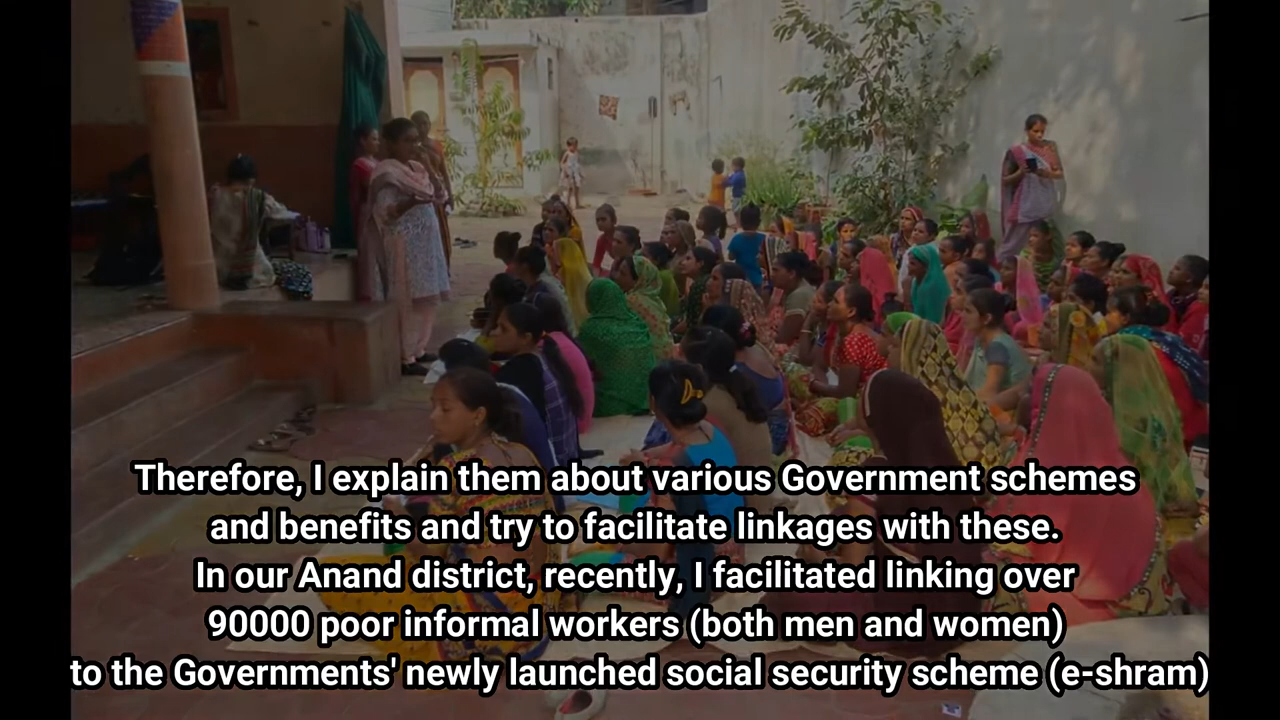 Therefore, I explain them about various Government schemes
and benefits and try to facilitate linkages with these.
In our Anand district, recently, I facilitated linking over
90000 poor informal workers (both men and women)
to the Governments' newly launched social security scheme (e-shram)